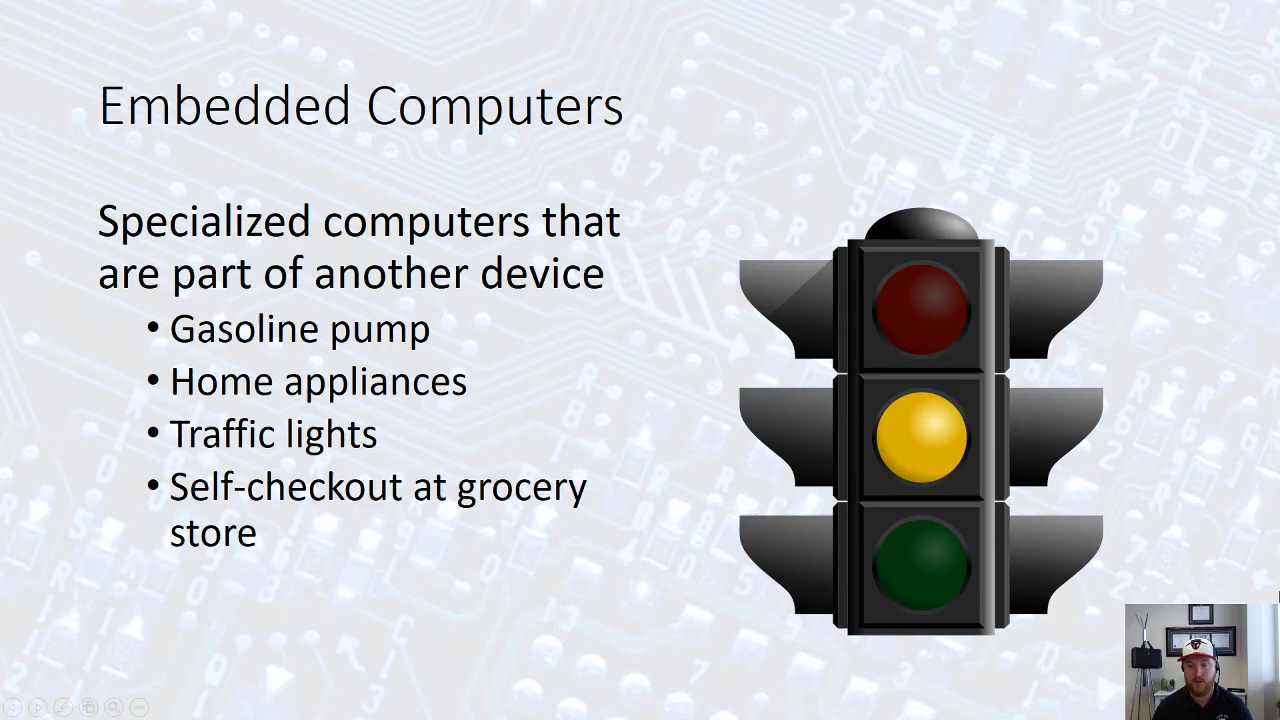 Embedded Computers
Specialized computers that
are part of another device
• Gasoline pump
• Home appliances
• Traffic lights
• Self-checkout at grocery
store